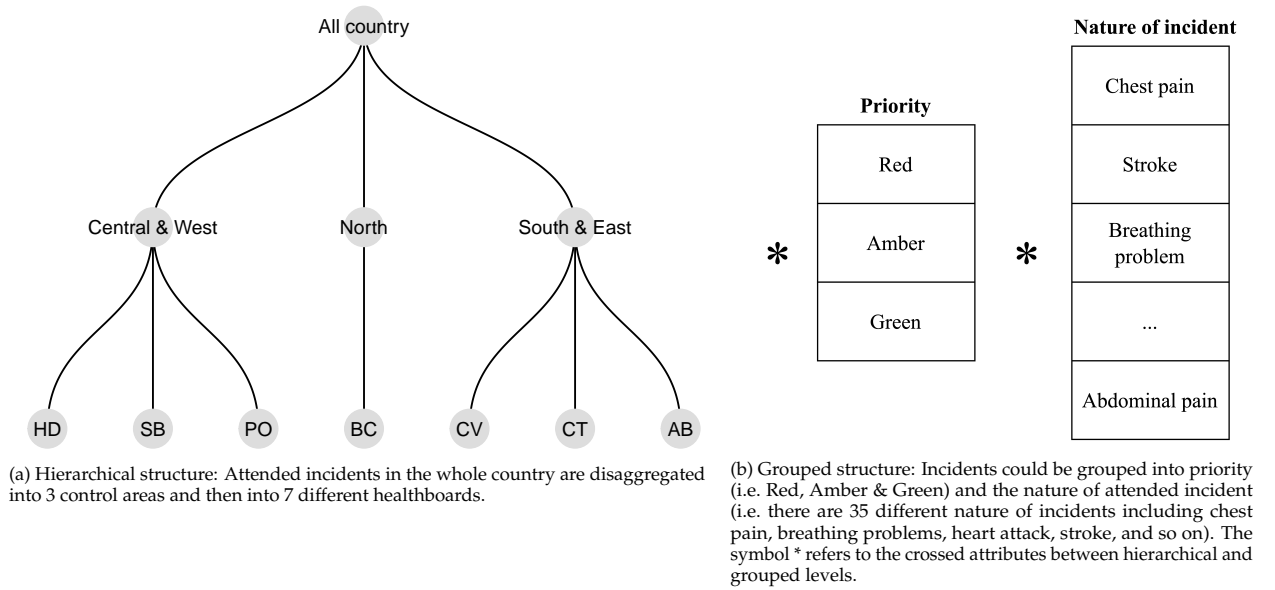 All country
Central & West
North
South & East
HD
SB
PO
BC
CV
CT
AB
(a) Hierarchical structure: Attended incidents in the whole country are disaggregated
into 3 control areas and then into 7 different healthboards.
*
Priority
Red
Amber
Green
*
Nature of incident
Chest pain
Stroke
Breathing
problem
...
Abdominal pain
(b) Grouped structure: Incidents could be grouped into priority
(i.e. Red, Amber & Green) and the nature of attended incident
(i.e. there are 35 different nature of incidents including chest
pain, breathing problems, heart attack, stroke, and so on). The
symbol * refers to the crossed attributes between hierarchical and
grouped levels.